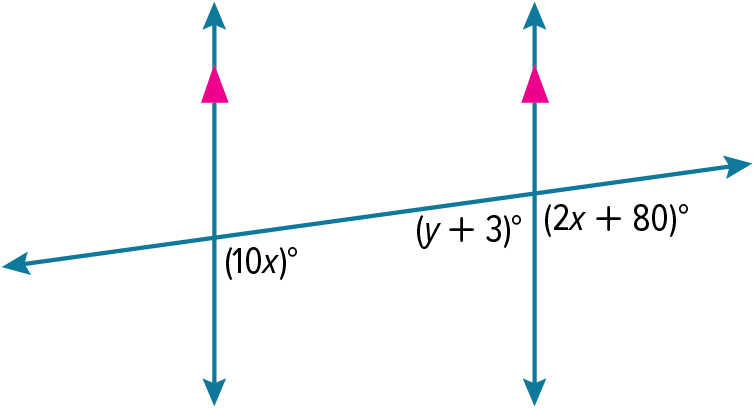 (y + 3)°
(2x + 80)°
(10x)°